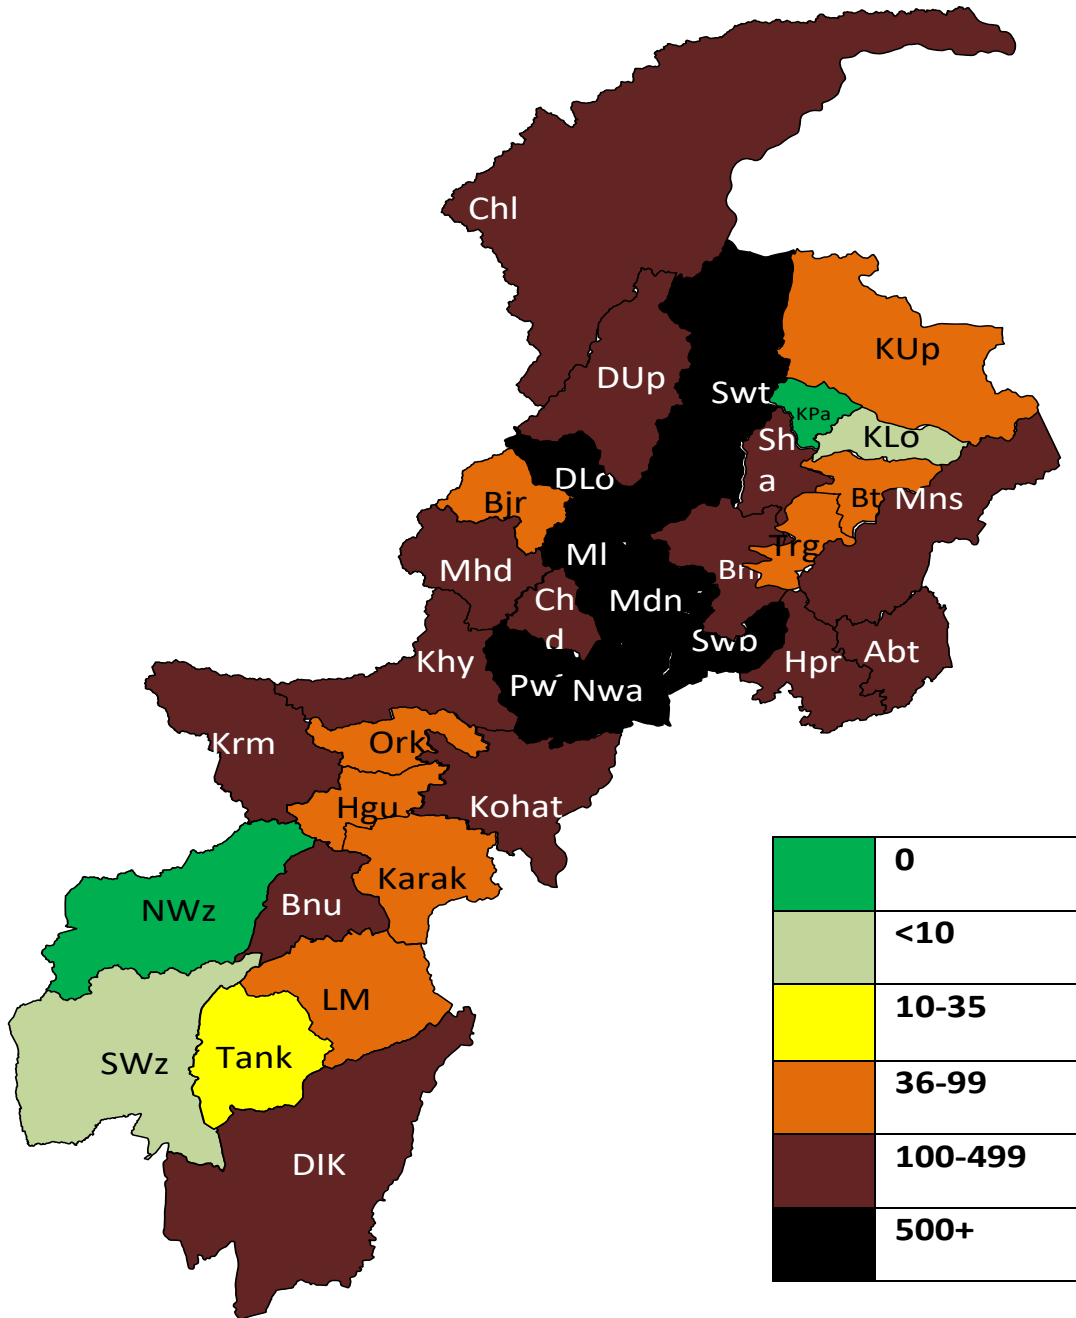 Chl
KUp
DUp
Swt
KPa
Sh
a
KLo
DLo
Bjr
Bt
Mns
Trg
Ml
Mhd
Bn
Ch
d
Mdn
Swb
Khy
Hpr
Abt
Pw
Nwa
Krm
Ork
Hgu
Kohat
Karak
NWz
Bnu
LM
SWz
Tank
DIK
0
<10
10-35
36-99
100-499
500+